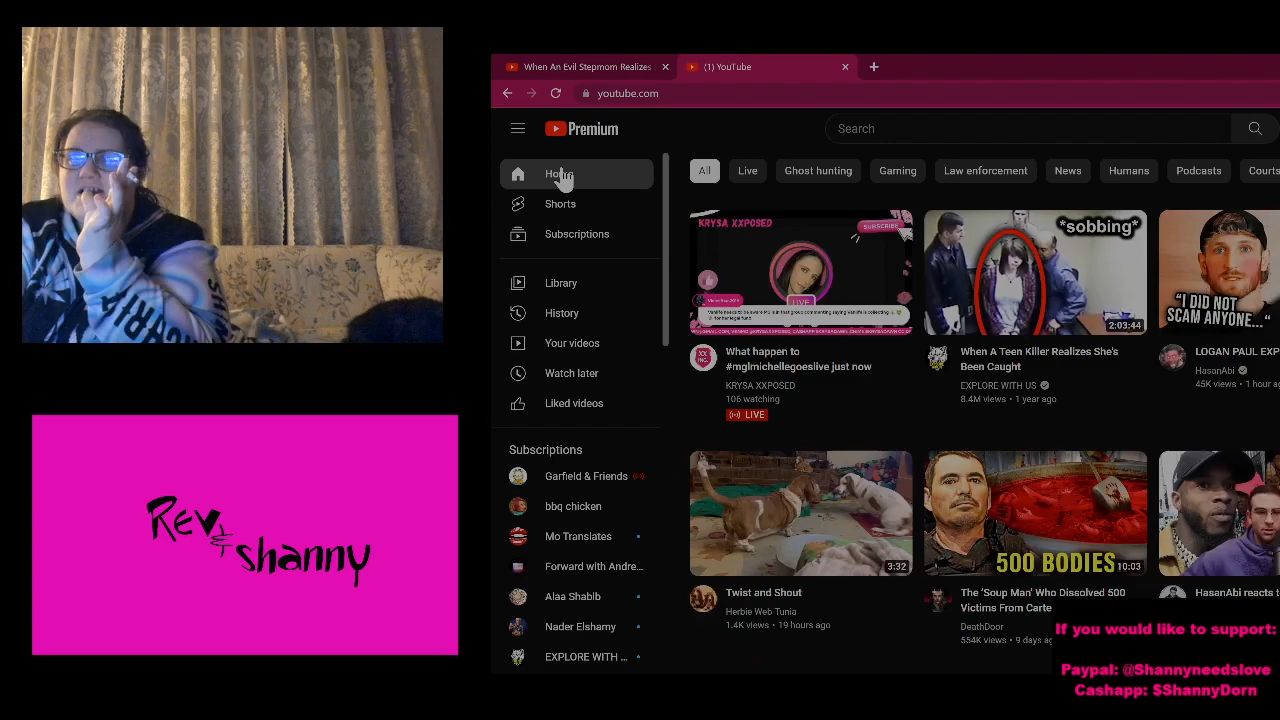 When An Evil Stepmom Realizes
(1) YouTube
youtube.com
Premium
Search
Home
Shorts
Subscriptions
Library
History
Your videos
Watch later
Liked videos
Subscriptions
Garfield & Friends
bbq chicken
Mo Translates
Forward with Andre...
Alaa Shabib
Nader Elshamy
EXPLORE WITH ...
All
Live
Ghost hunting
Gaming
Law enforcement
News
Humans
Podcasts
Courts
KRYSA XXPOSED
SUBSCRIBE
LIVE
What happen to
#mglmichellegoeslive just now
KRYSA XXPOSED
106 watching
LIVE
*sobbing*
2:03:44
When A Teen Killer Realizes She's
Been Caught
EXPLORE WITH US
8.4M views • 1 year ago
"I DID NOT
SCAM ANYONE..."
LOGAN PAUL EXP
HasanAbi
45K views • 1 hour a
3:32
Twist and Shout
Herbie Web Tunia
1.4K views • 19 hours ago
500 BODIES
10:03
The 'Soup Man' Who Dissolved 500
Victims From Carte
DeathDoor
554K views • 9 days ag
HasanAbi reacts t
Rev
&
shanny
If you would like to support:
Paypal: @Shannyneedslove
Cashapp: $ShannyDorn